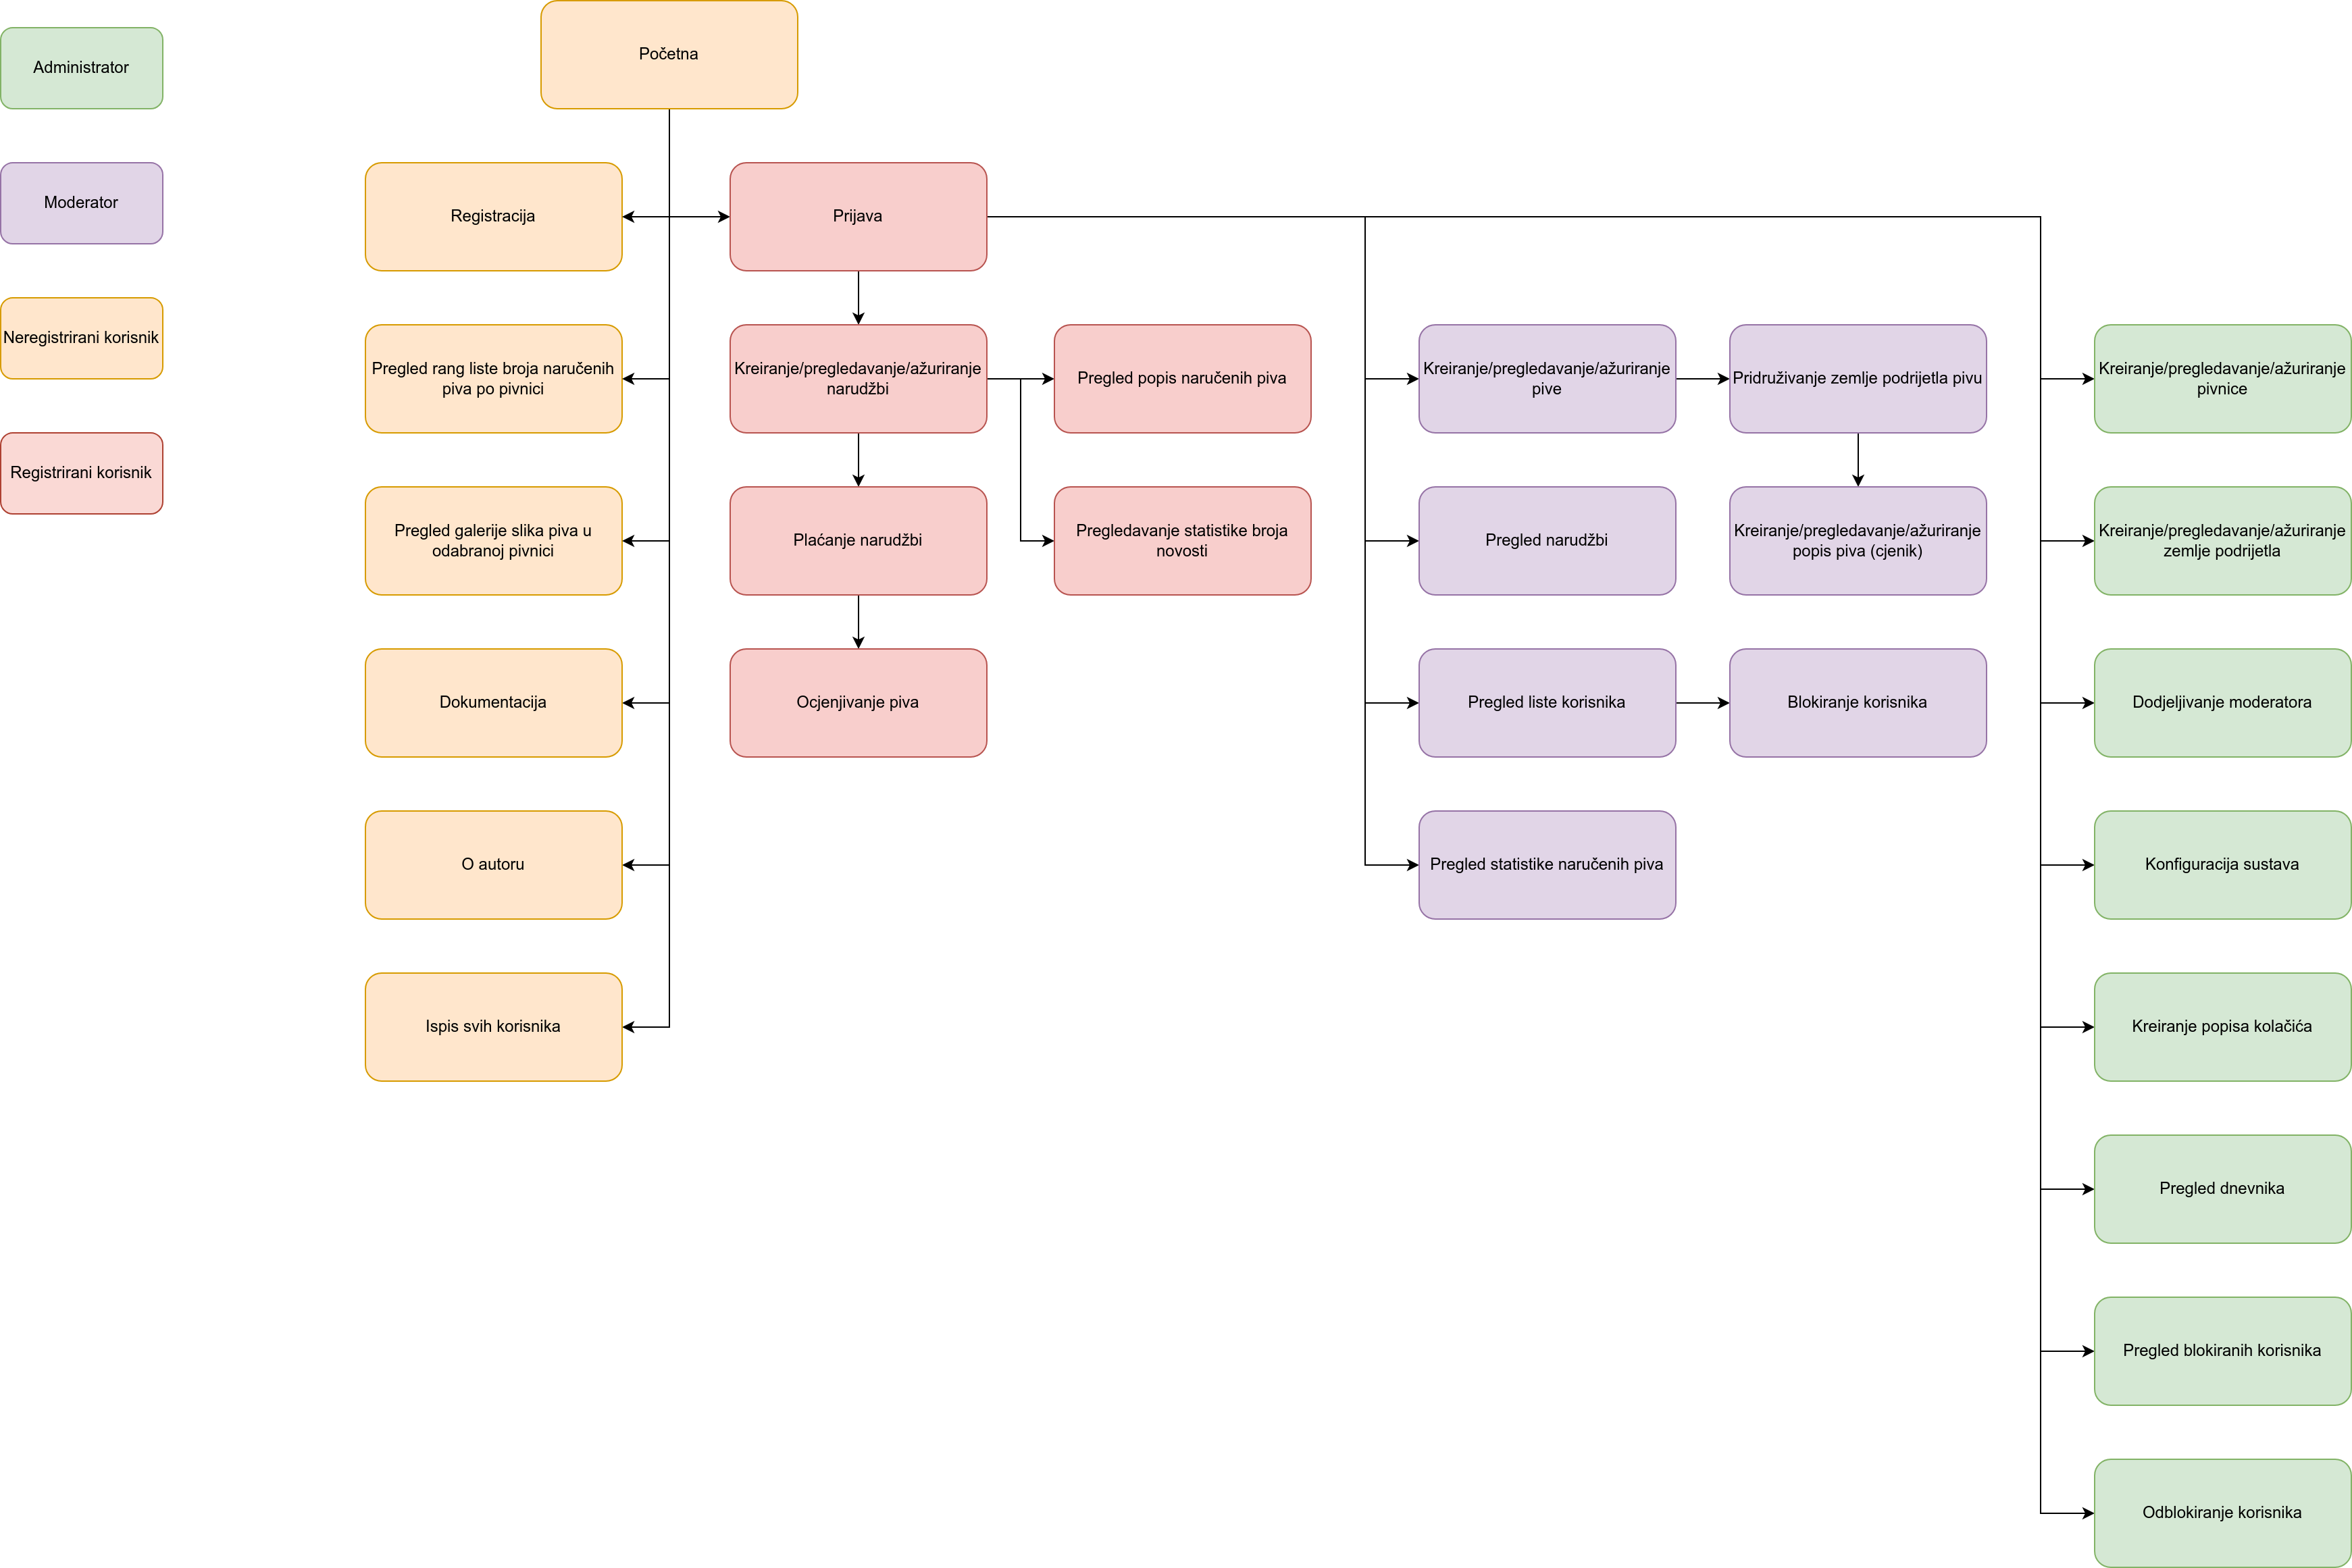 Administrator
Moderator
Neregistrirani korisnik
Registrirani korisnik
Početna
Registracija
Pregled rang liste broja naručenih
piva po pivnici
Pregled galerije slika piva u
odabranoj pivnici
Dokumentacija
O autoru
Ispis svih korisnika
Prijava
Kreiranje/pregledavanje/ažuriranje
narudžbi
Plaćanje narudžbi
Ocjenjivanje piva
Pregled popis naručenih piva
Pregledavanje statistike broja
novosti
Kreiranje/pregledavanje/ažuriranje
pive
Pregled narudžbi
Pregled liste korisnika
Pregled statistike naručenih piva
Pridruživanje zemlje podrijetla pivu
Kreiranje/pregledavanje/ažuriranje
popis piva (cjenik)
Blokiranje korisnika
Kreiranje/pregledavanje/ažuriranje
pivnice
Kreiranje/pregledavanje/ažuriranje
zemlje podrijetla
Dodjeljivanje moderatora
Konfiguracija sustava
Kreiranje popisa kolačića
Pregled dnevnika
Pregled blokiranih korisnika
Odblokiranje korisnika